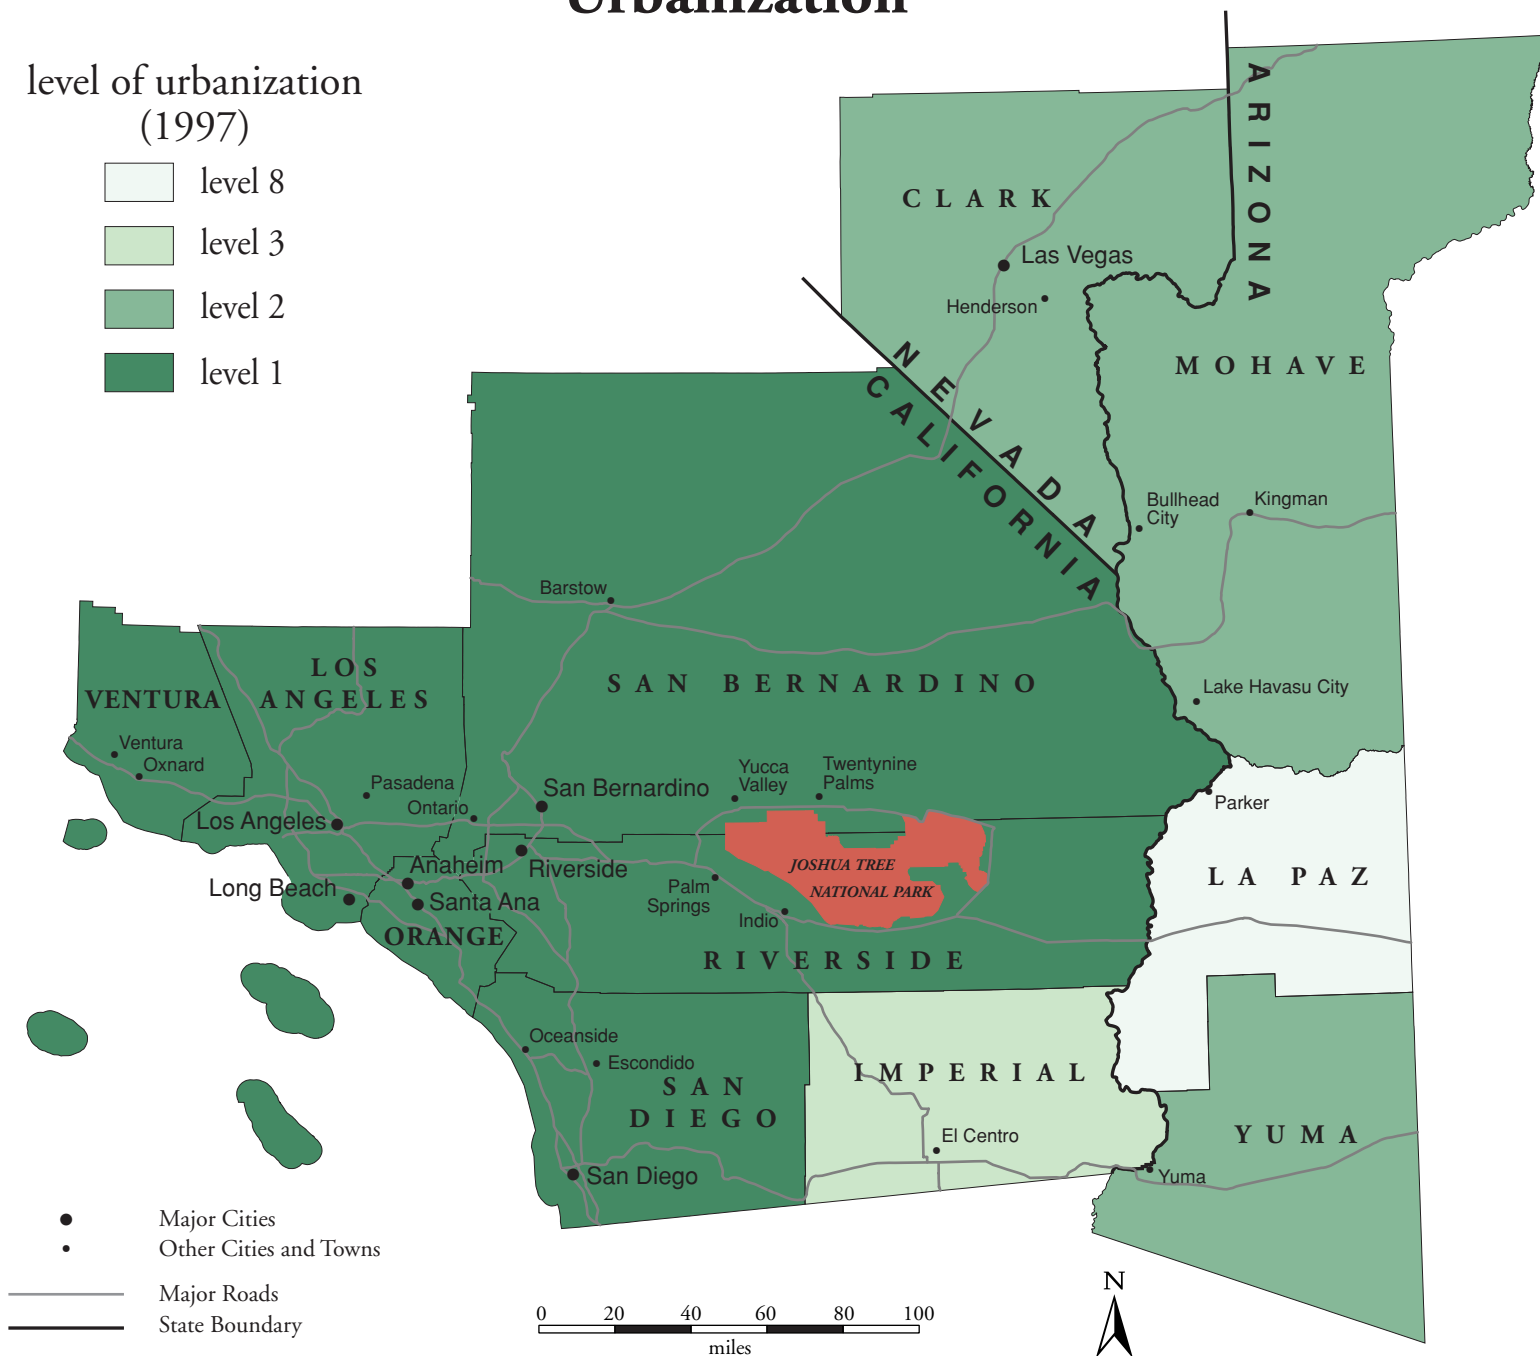 Urbanization
level of urbanization
(1997)
level 8
level 3
level 2
level 1
ARIZONA
CLARK
Las Vegas
Henderson
NEVADA
CALIFORNIA
MOHAVE
Bullhead
City
Kingman
Barstow
LOS
ANGELES
VENTURA
SAN BERNARDINO
Lake Havasu City
Ventura
Oxnard
Pasadena
Ontario
San Bernardino
Yucca
Valley
Twentynine
Palms
Parker
Los Angeles
Anaheim
Riverside
JOSHUA TREE
NATIONAL PARK
LA PAZ
Long Beach
Santa Ana
Palm
Springs
Indio
ORANGE
RIVERSIDE
Oceanside
Escondido
SAN
DIEGO
IMPERIAL
El Centro
YUMA
San Diego
Yuma
Major Cities
Other Cities and Towns
Major Roads
State Boundary
0 20 40 60 80 100
miles
N